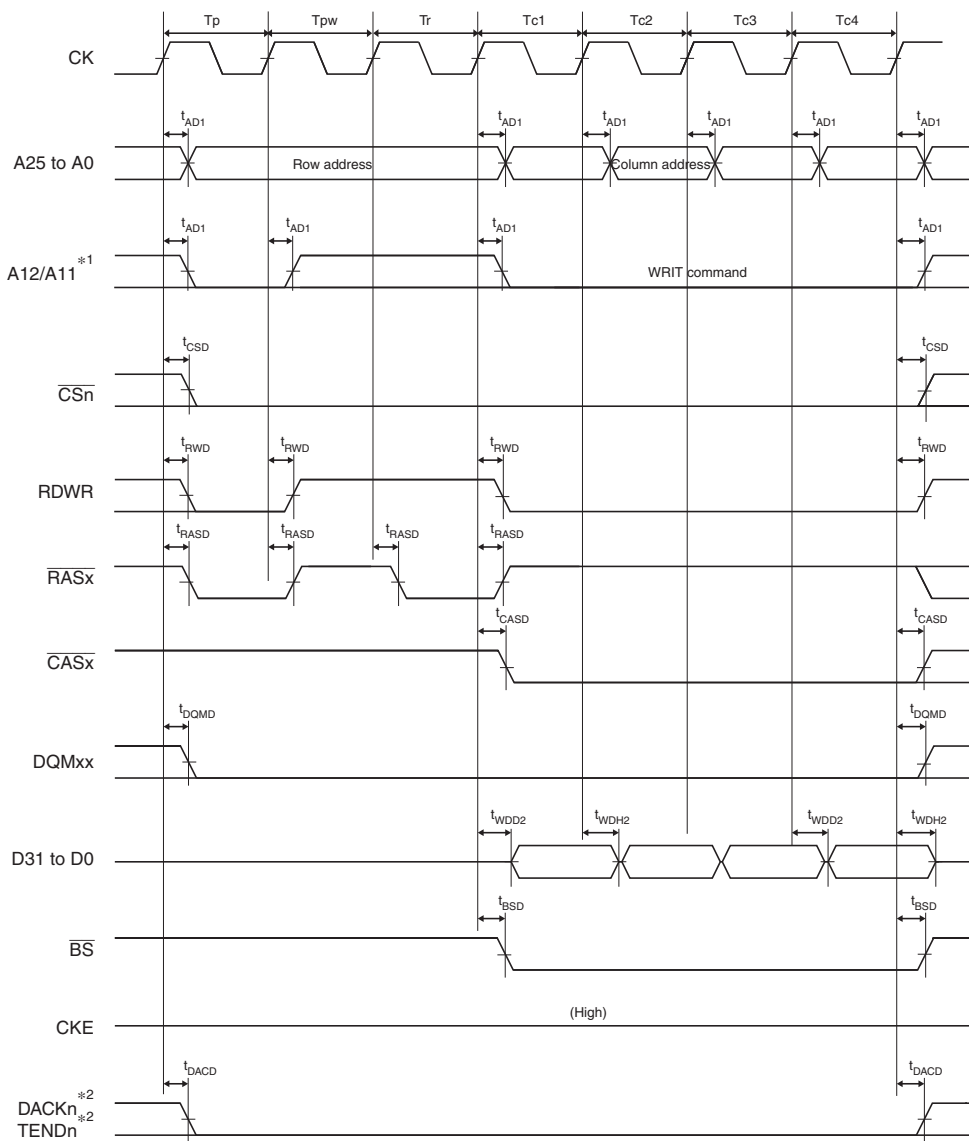 Tp Tpw Tr Tc1 Tc2 Tc3 Tc4
CK
tAD1 tAD1 tAD1 tAD1 tAD1 tAD1
A25 to A0 Row address Column address
tAD1 tAD1 tAD1 tAD1
A12/A11*1 WRIT command
tCSD tCSD
CSn
tRWD tRWD tRWD tRWD
RDWR
tRASD tRASD tRASD tRASD
RASx
tCASD tCASD
CASx
tDQMD tDQMD
DQMxx
tWDD2 tWDH2 tWDD2 tWDH2
D31 to D0
tBSD tBSD
BS
(High)
CKE
tDACD tDACD
DACKn*2
TENDn*2